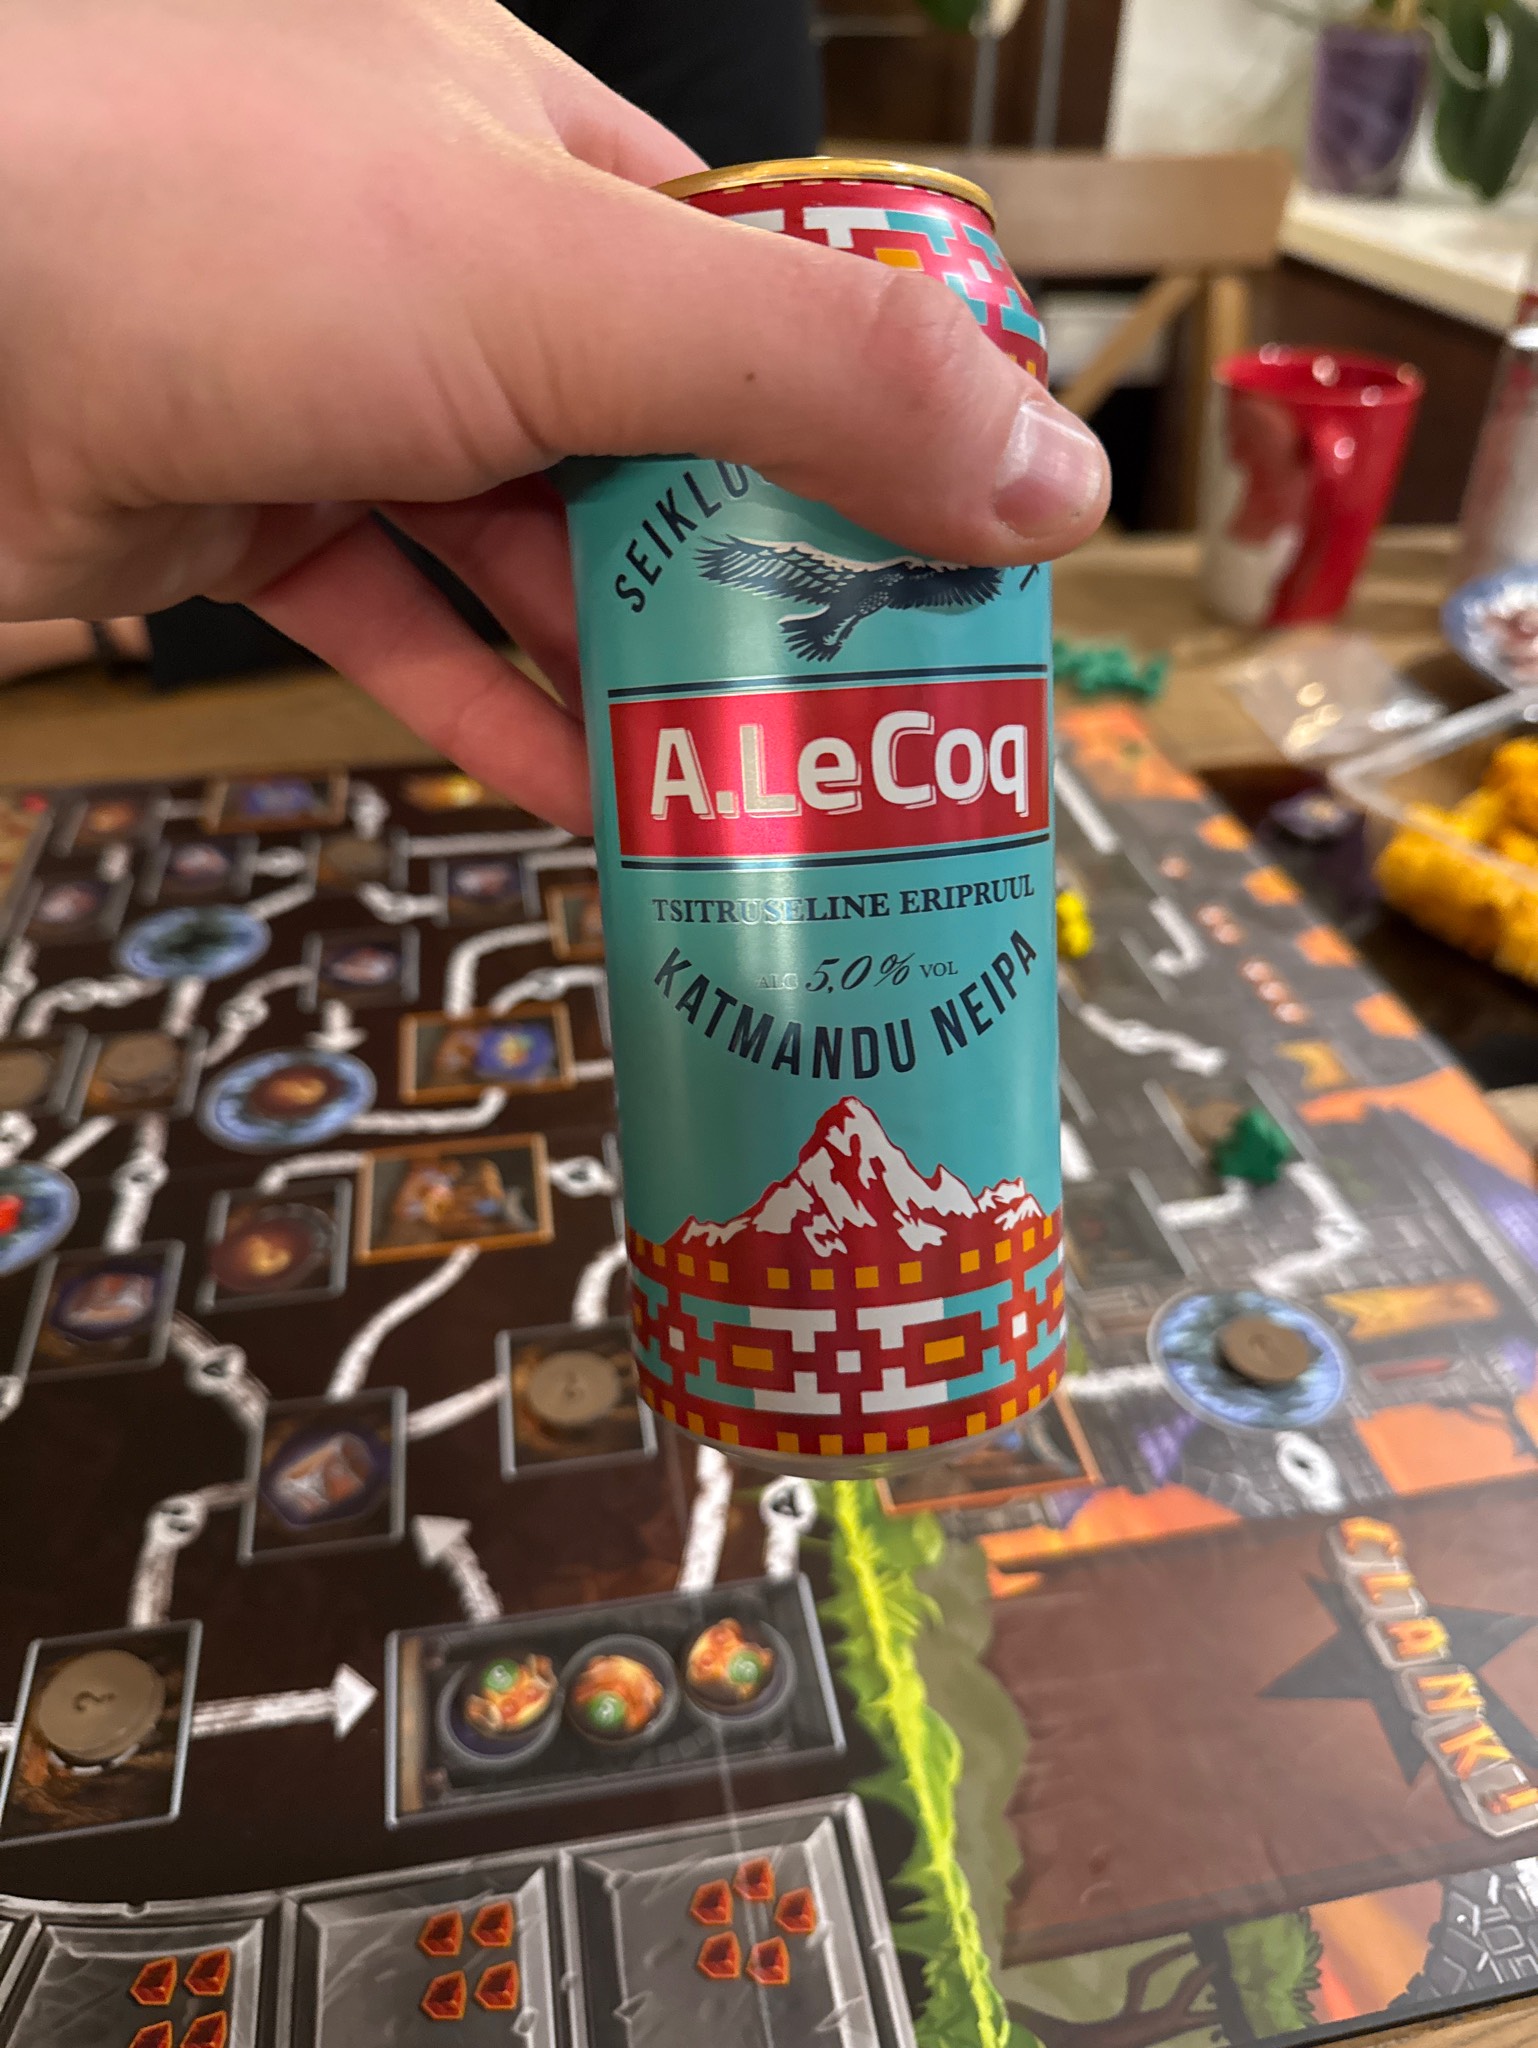 A.LeCoq
TSITRUSELINE ERIPRUUL
ALC 5,0% VOL
KATMANDU NEIPA
CLANK!